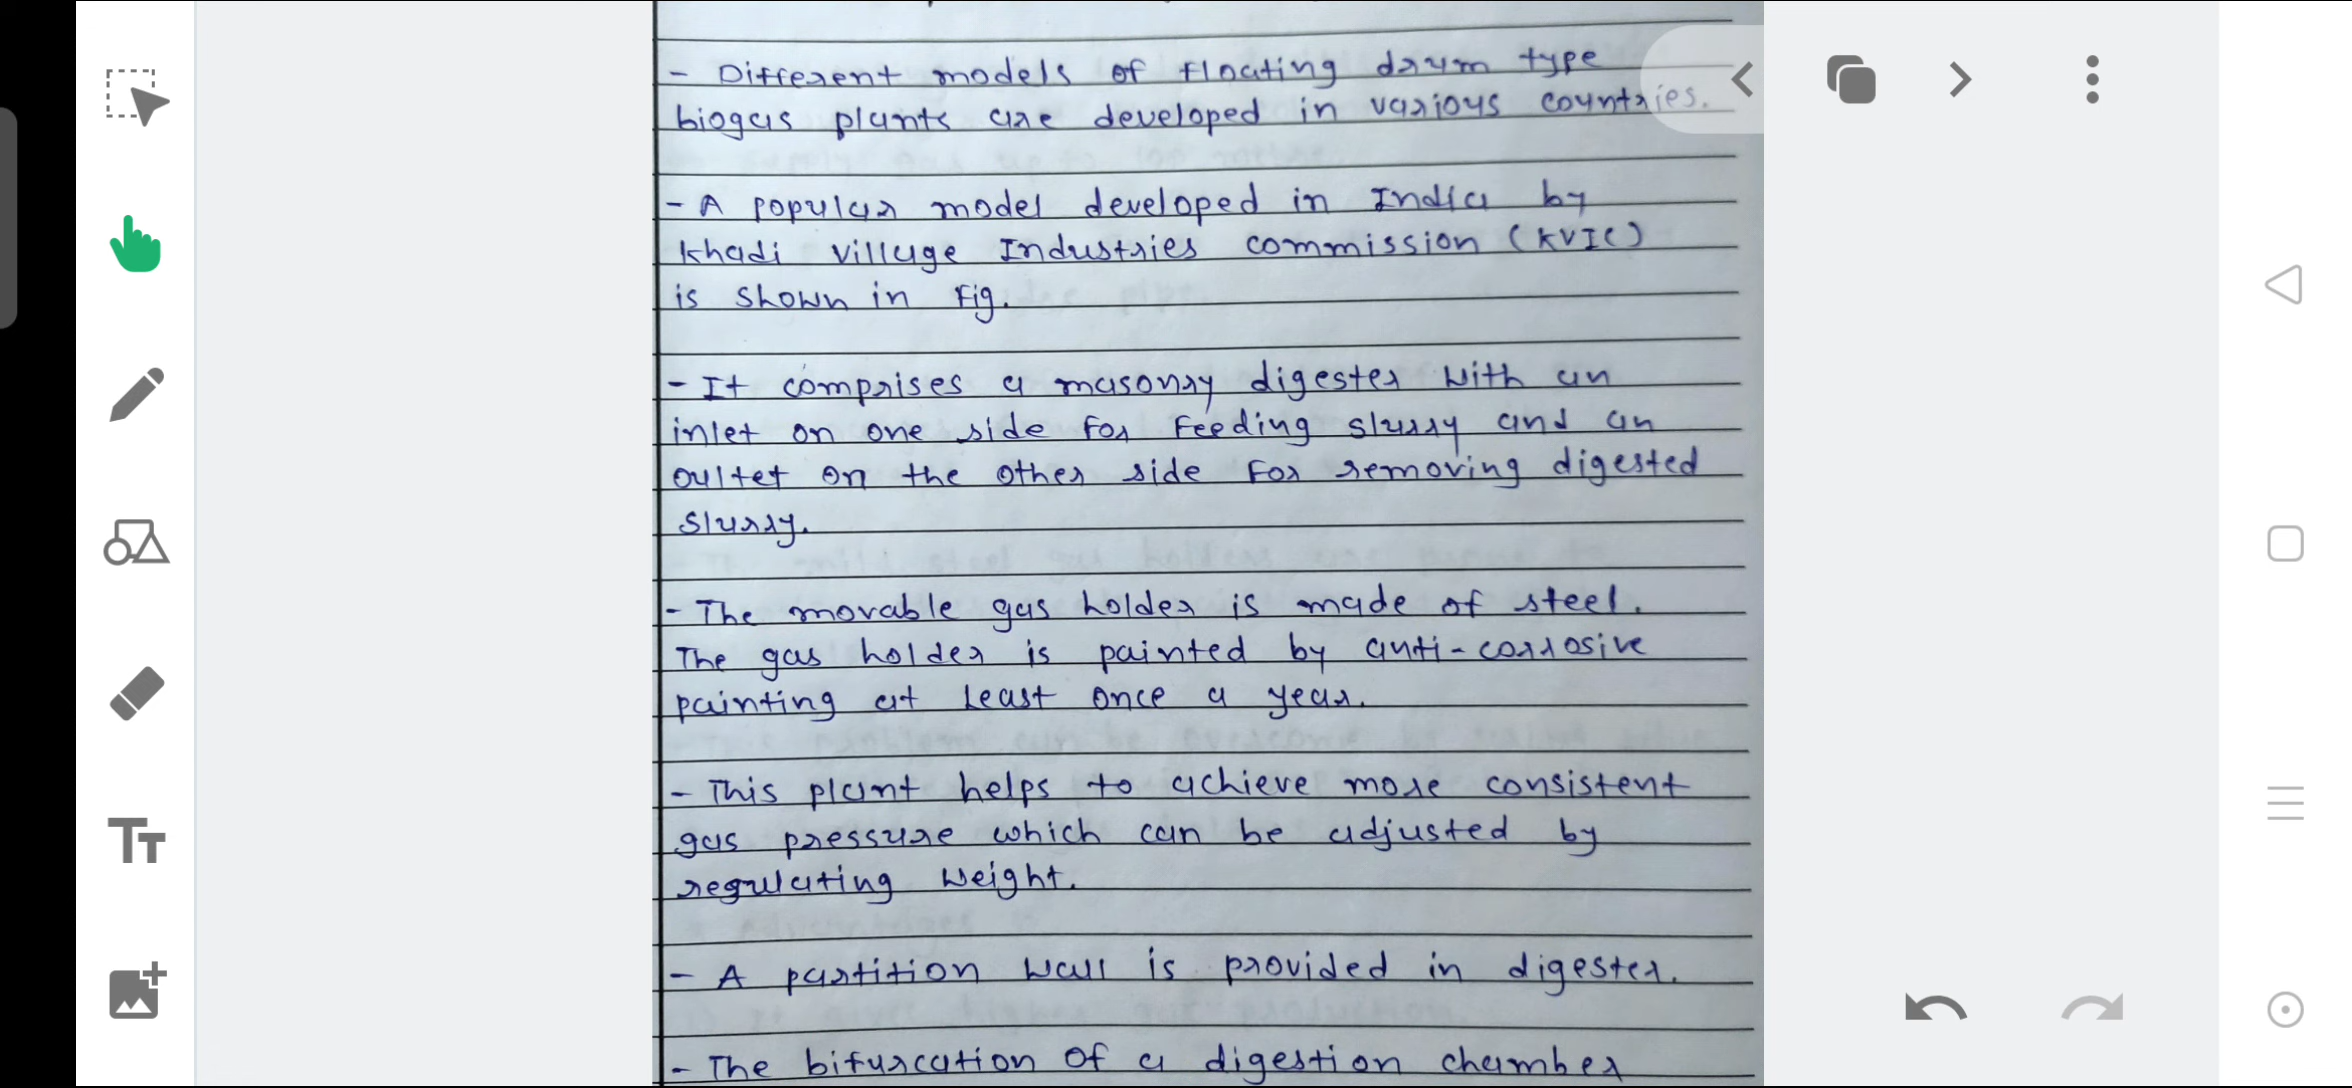 - Different models of floating drum type
biogas plants are developed in various countries.
- A popular model developed in India by
khadi village Industries commission (KVIC)
is shown in Fig.
- It comprises a masonry digester with an
inlet on one side for feeding slurry and an
oultet on the other side for removing digested
slurry.
- The movable gas holder is made of steel.
The gas holder is painted by anti-corrosive
painting at least once a year.
- This plant helps to achieve more consistent
gas pressure which can be adjusted by
regulating weight.
- A partition wall is provided in digester.
- The bifurcation of a digestion chamber
TT